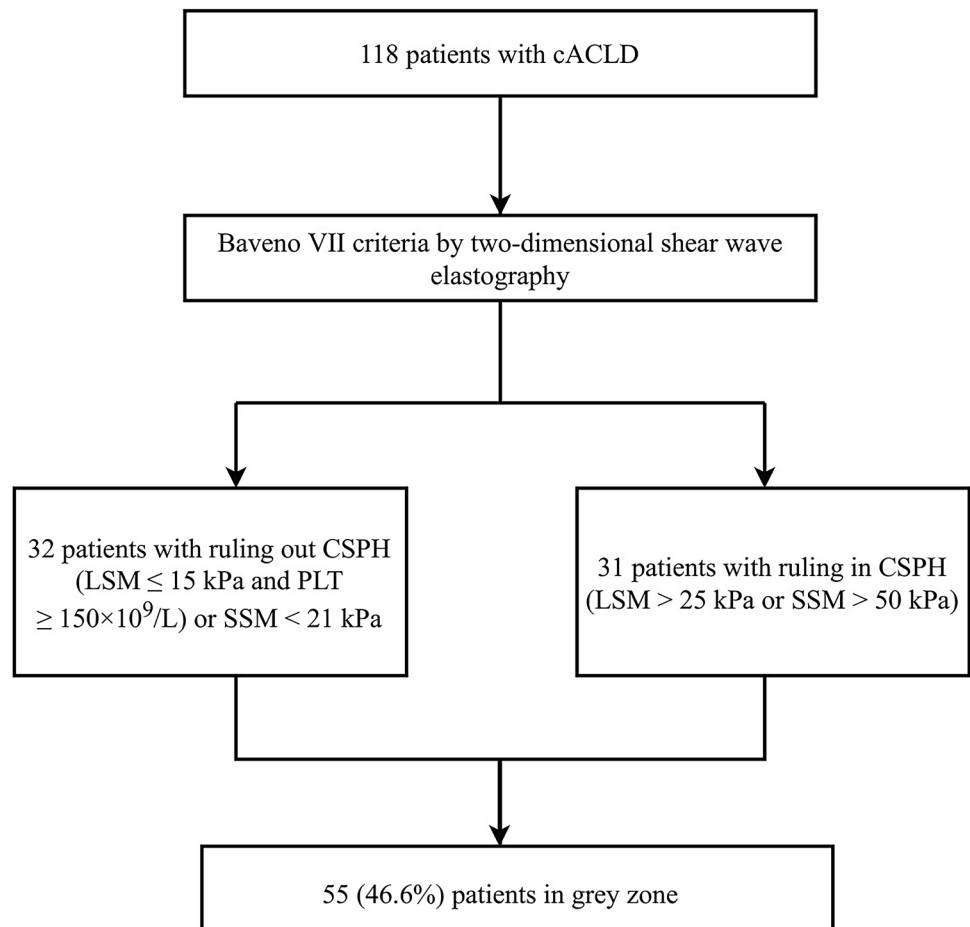 118 patients with cACLD
Baveno VII criteria by two-dimensional shear wave
elastography
32 patients with ruling out CSPH
(LSM ≤ 15 kPa and PLT
≥ 150×10⁹/L) or SSM < 21 kPa
31 patients with ruling in CSPH
(LSM > 25 kPa or SSM > 50 kPa)
55 (46.6%) patients in grey zone